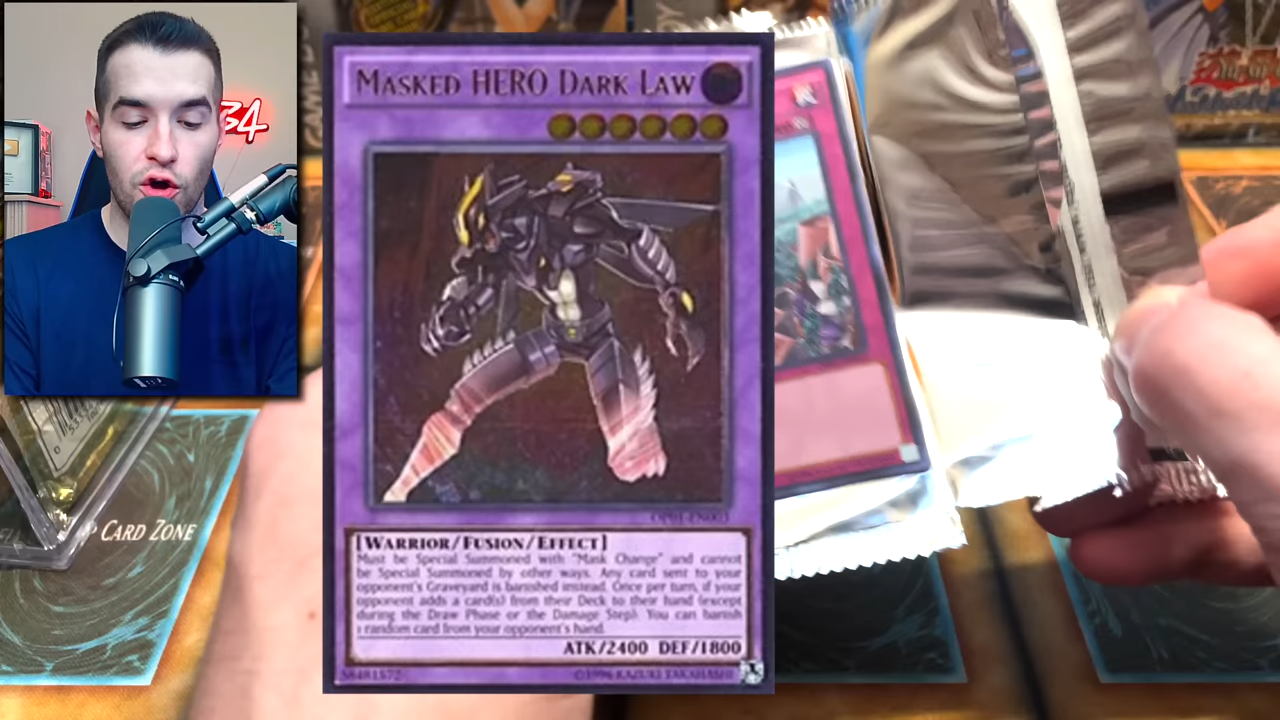 34
MASKED HERO DARK LAW
OP01-EN003
[WARRIOR/FUSION/EFFECT]
Must be Special Summoned with "Mask Change" and cannot
be Special Summoned by other ways. Any card sent to your
opponent's Graveyard is banished instead. Once per turn, if your
opponent adds a card(s) from their Deck to their hand (except
during the Draw Phase or the Damage Step): You can banish
1 random card from your opponent's hand.
ATK/2400 DEF/1800
58481572
©1996 KAZUKI TAKAHASHI
CARD ZONE